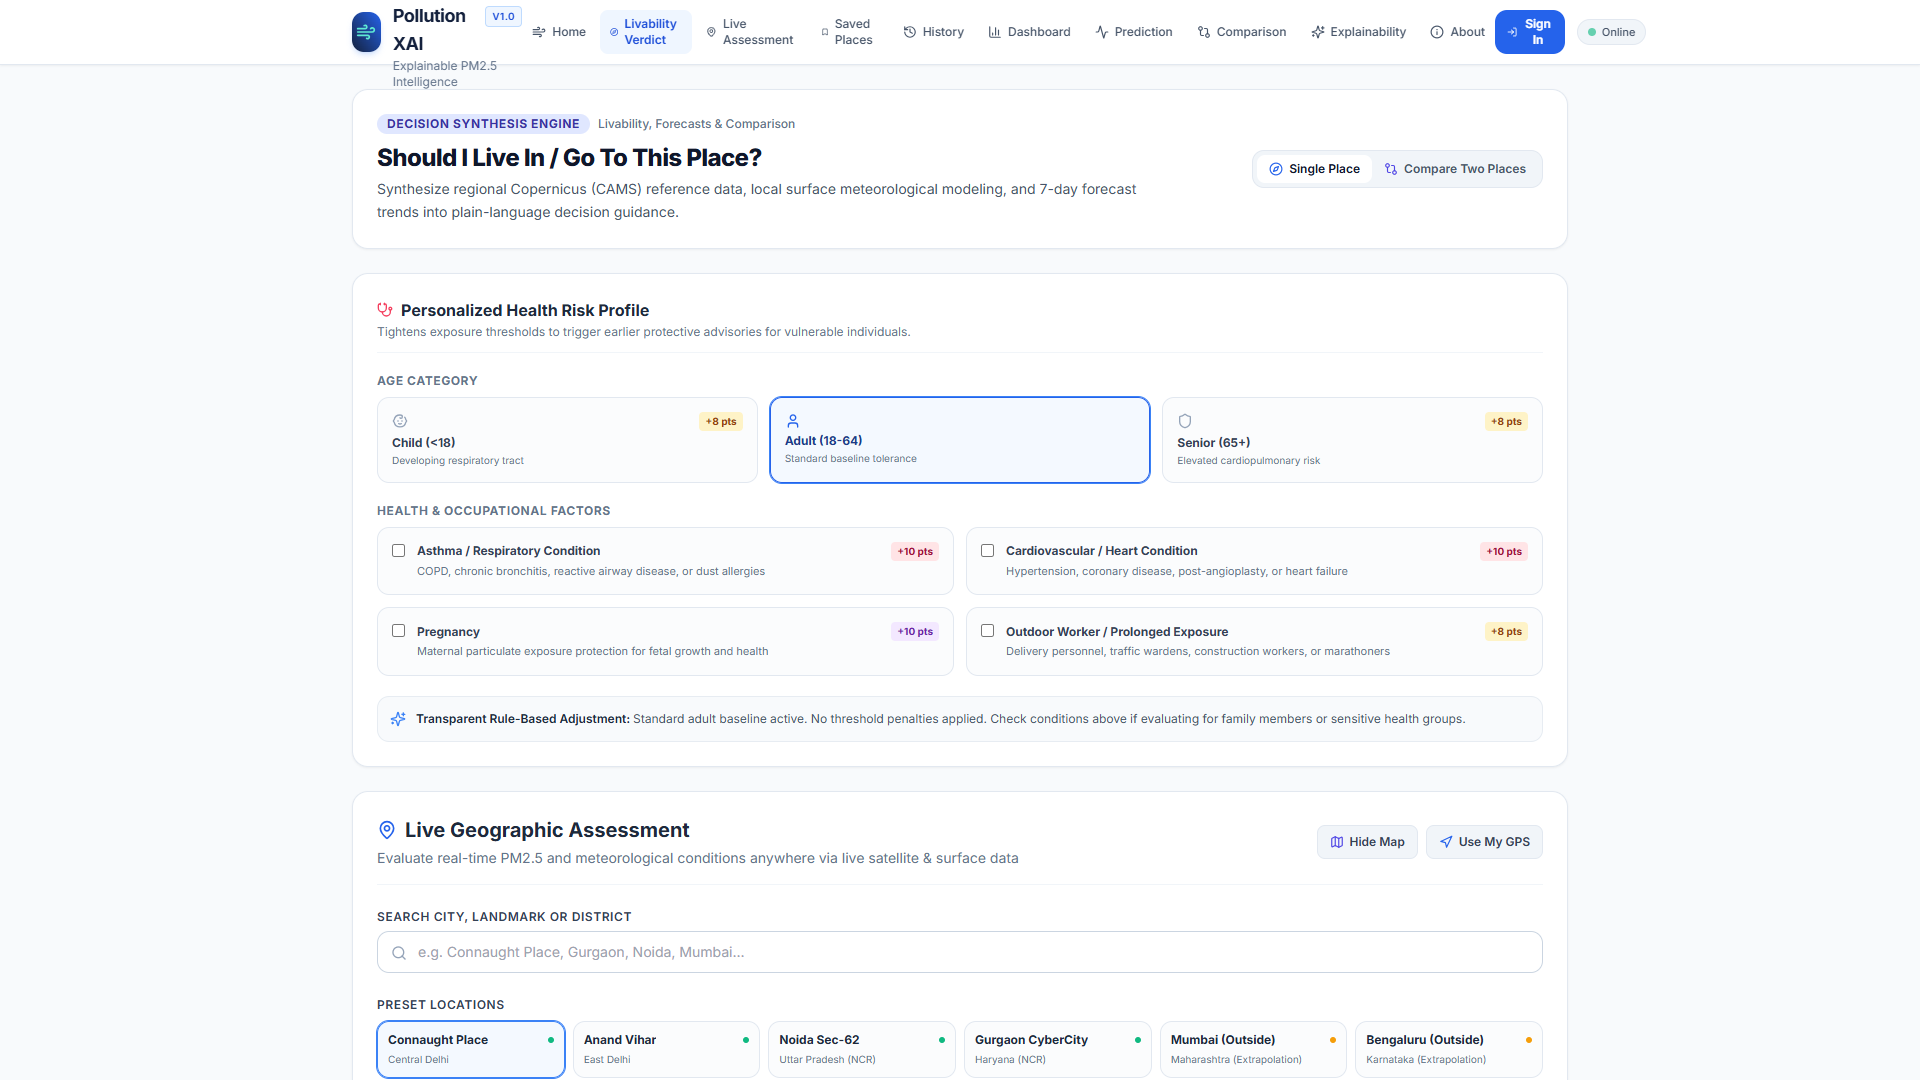 Pollution XAI
V1.0
Explainable PM2.5 Intelligence
Home
Livability Verdict
Live Assessment
Saved Places
History
Dashboard
Prediction
Comparison
Explainability
About
Sign In
Online
DECISION SYNTHESIS ENGINE
Livability, Forecasts & Comparison
Should I Live In / Go To This Place?
Synthesize regional Copernicus (CAMS) reference data, local surface meteorological modeling, and 7-day forecast
trends into plain-language decision guidance.
Single Place
Compare Two Places
Personalized Health Risk Profile
Tightens exposure thresholds to trigger earlier protective advisories for vulnerable individuals.
AGE CATEGORY
+8 pts
Child (<18)
Developing respiratory tract
Adult (18-64)
Standard baseline tolerance
+8 pts
Senior (65+)
Elevated cardiopulmonary risk
HEALTH & OCCUPATIONAL FACTORS
Asthma / Respiratory Condition
+10 pts
COPD, chronic bronchitis, reactive airway disease, or dust allergies
Cardiovascular / Heart Condition
+10 pts
Hypertension, coronary disease, post-angioplasty, or heart failure
Pregnancy
+10 pts
Maternal particulate exposure protection for fetal growth and health
Outdoor Worker / Prolonged Exposure
+8 pts
Delivery personnel, traffic wardens, construction workers, or marathoners
Transparent Rule-Based Adjustment: Standard adult baseline active. No threshold penalties applied. Check conditions above if evaluating for family members or sensitive health groups.
Live Geographic Assessment
Evaluate real-time PM2.5 and meteorological conditions anywhere via live satellite & surface data
Hide Map
Use My GPS
SEARCH CITY, LANDMARK OR DISTRICT
e.g. Connaught Place, Gurgaon, Noida, Mumbai...
PRESET LOCATIONS
Connaught Place
Central Delhi
Anand Vihar
East Delhi
Noida Sec-62
Uttar Pradesh (NCR)
Gurgaon CyberCity
Haryana (NCR)
Mumbai (Outside)
Maharashtra (Extrapolation)
Bengaluru (Outside)
Karnataka (Extrapolation)